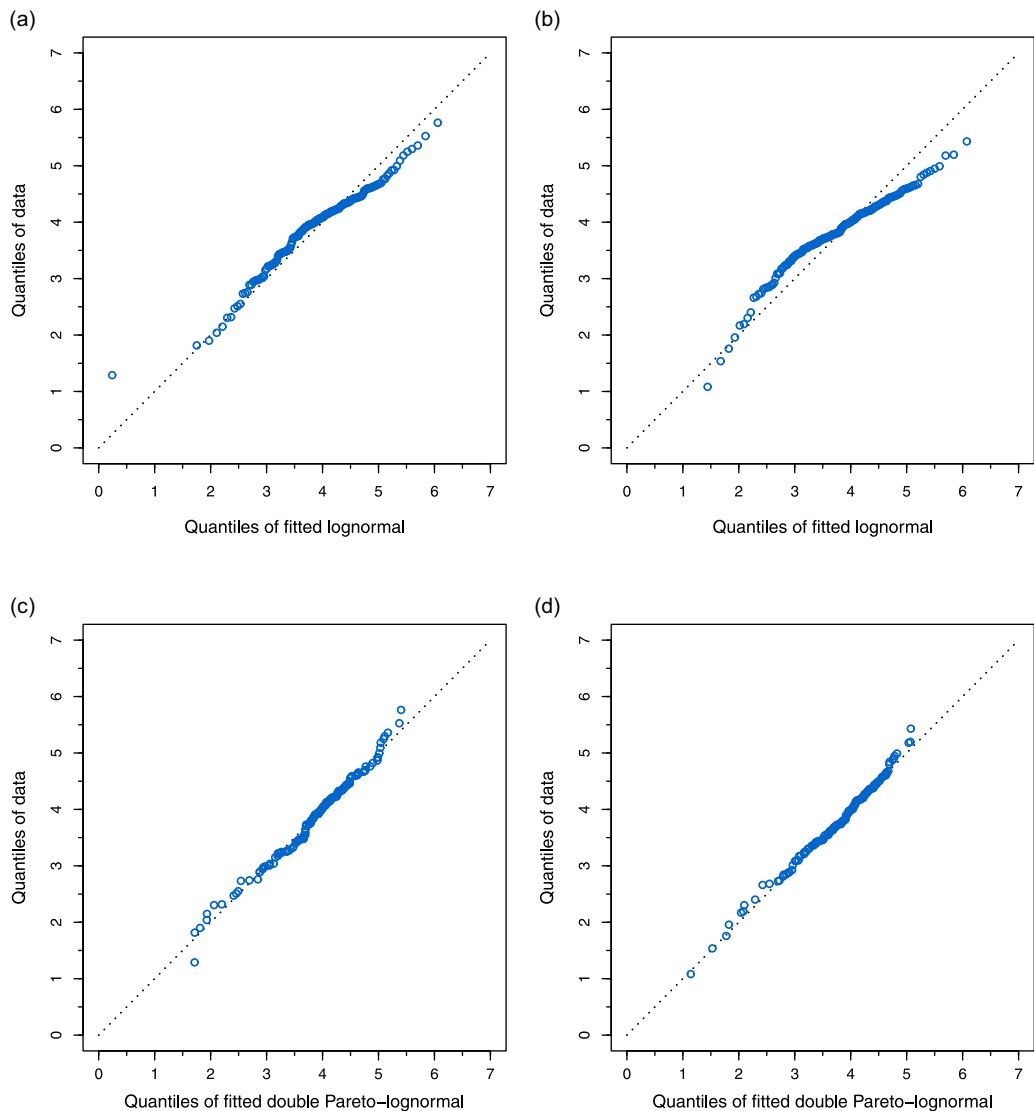 (a)
7
6
5
4
3
2
1
0
Quantiles of data
0 1 2 3 4 5 6 7
Quantiles of fitted lognormal
(b)
7
6
5
4
3
2
1
0
Quantiles of data
0 1 2 3 4 5 6 7
Quantiles of fitted lognormal
(c)
7
6
5
4
3
2
1
0
Quantiles of data
0 1 2 3 4 5 6 7
Quantiles of fitted double Pareto−lognormal
(d)
7
6
5
4
3
2
1
0
Quantiles of data
0 1 2 3 4 5 6 7
Quantiles of fitted double Pareto−lognormal